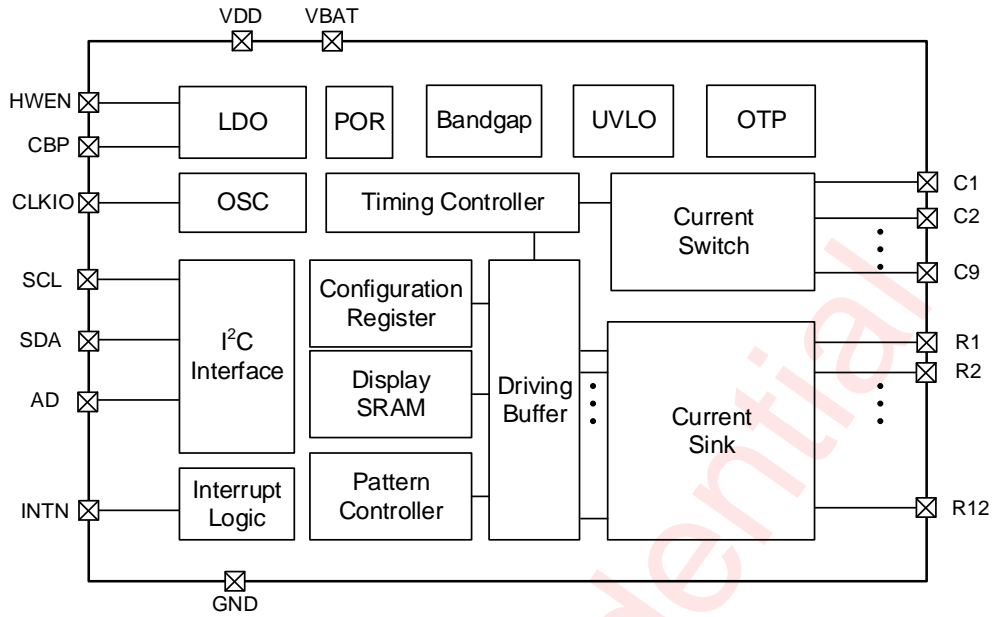 VDD
VBAT
HWEN
CBP
CLKIO
SCL
SDA
AD
INTN
GND
LDO
POR
Bandgap
UVLO
OTP
OSC
Timing Controller
Current
Switch
I²C
Interface
Configuration
Register
Display
SRAM
Driving
Buffer
Current
Sink
Interrupt
Logic
Pattern
Controller
C1
C2
C9
R1
R2
R12
dential